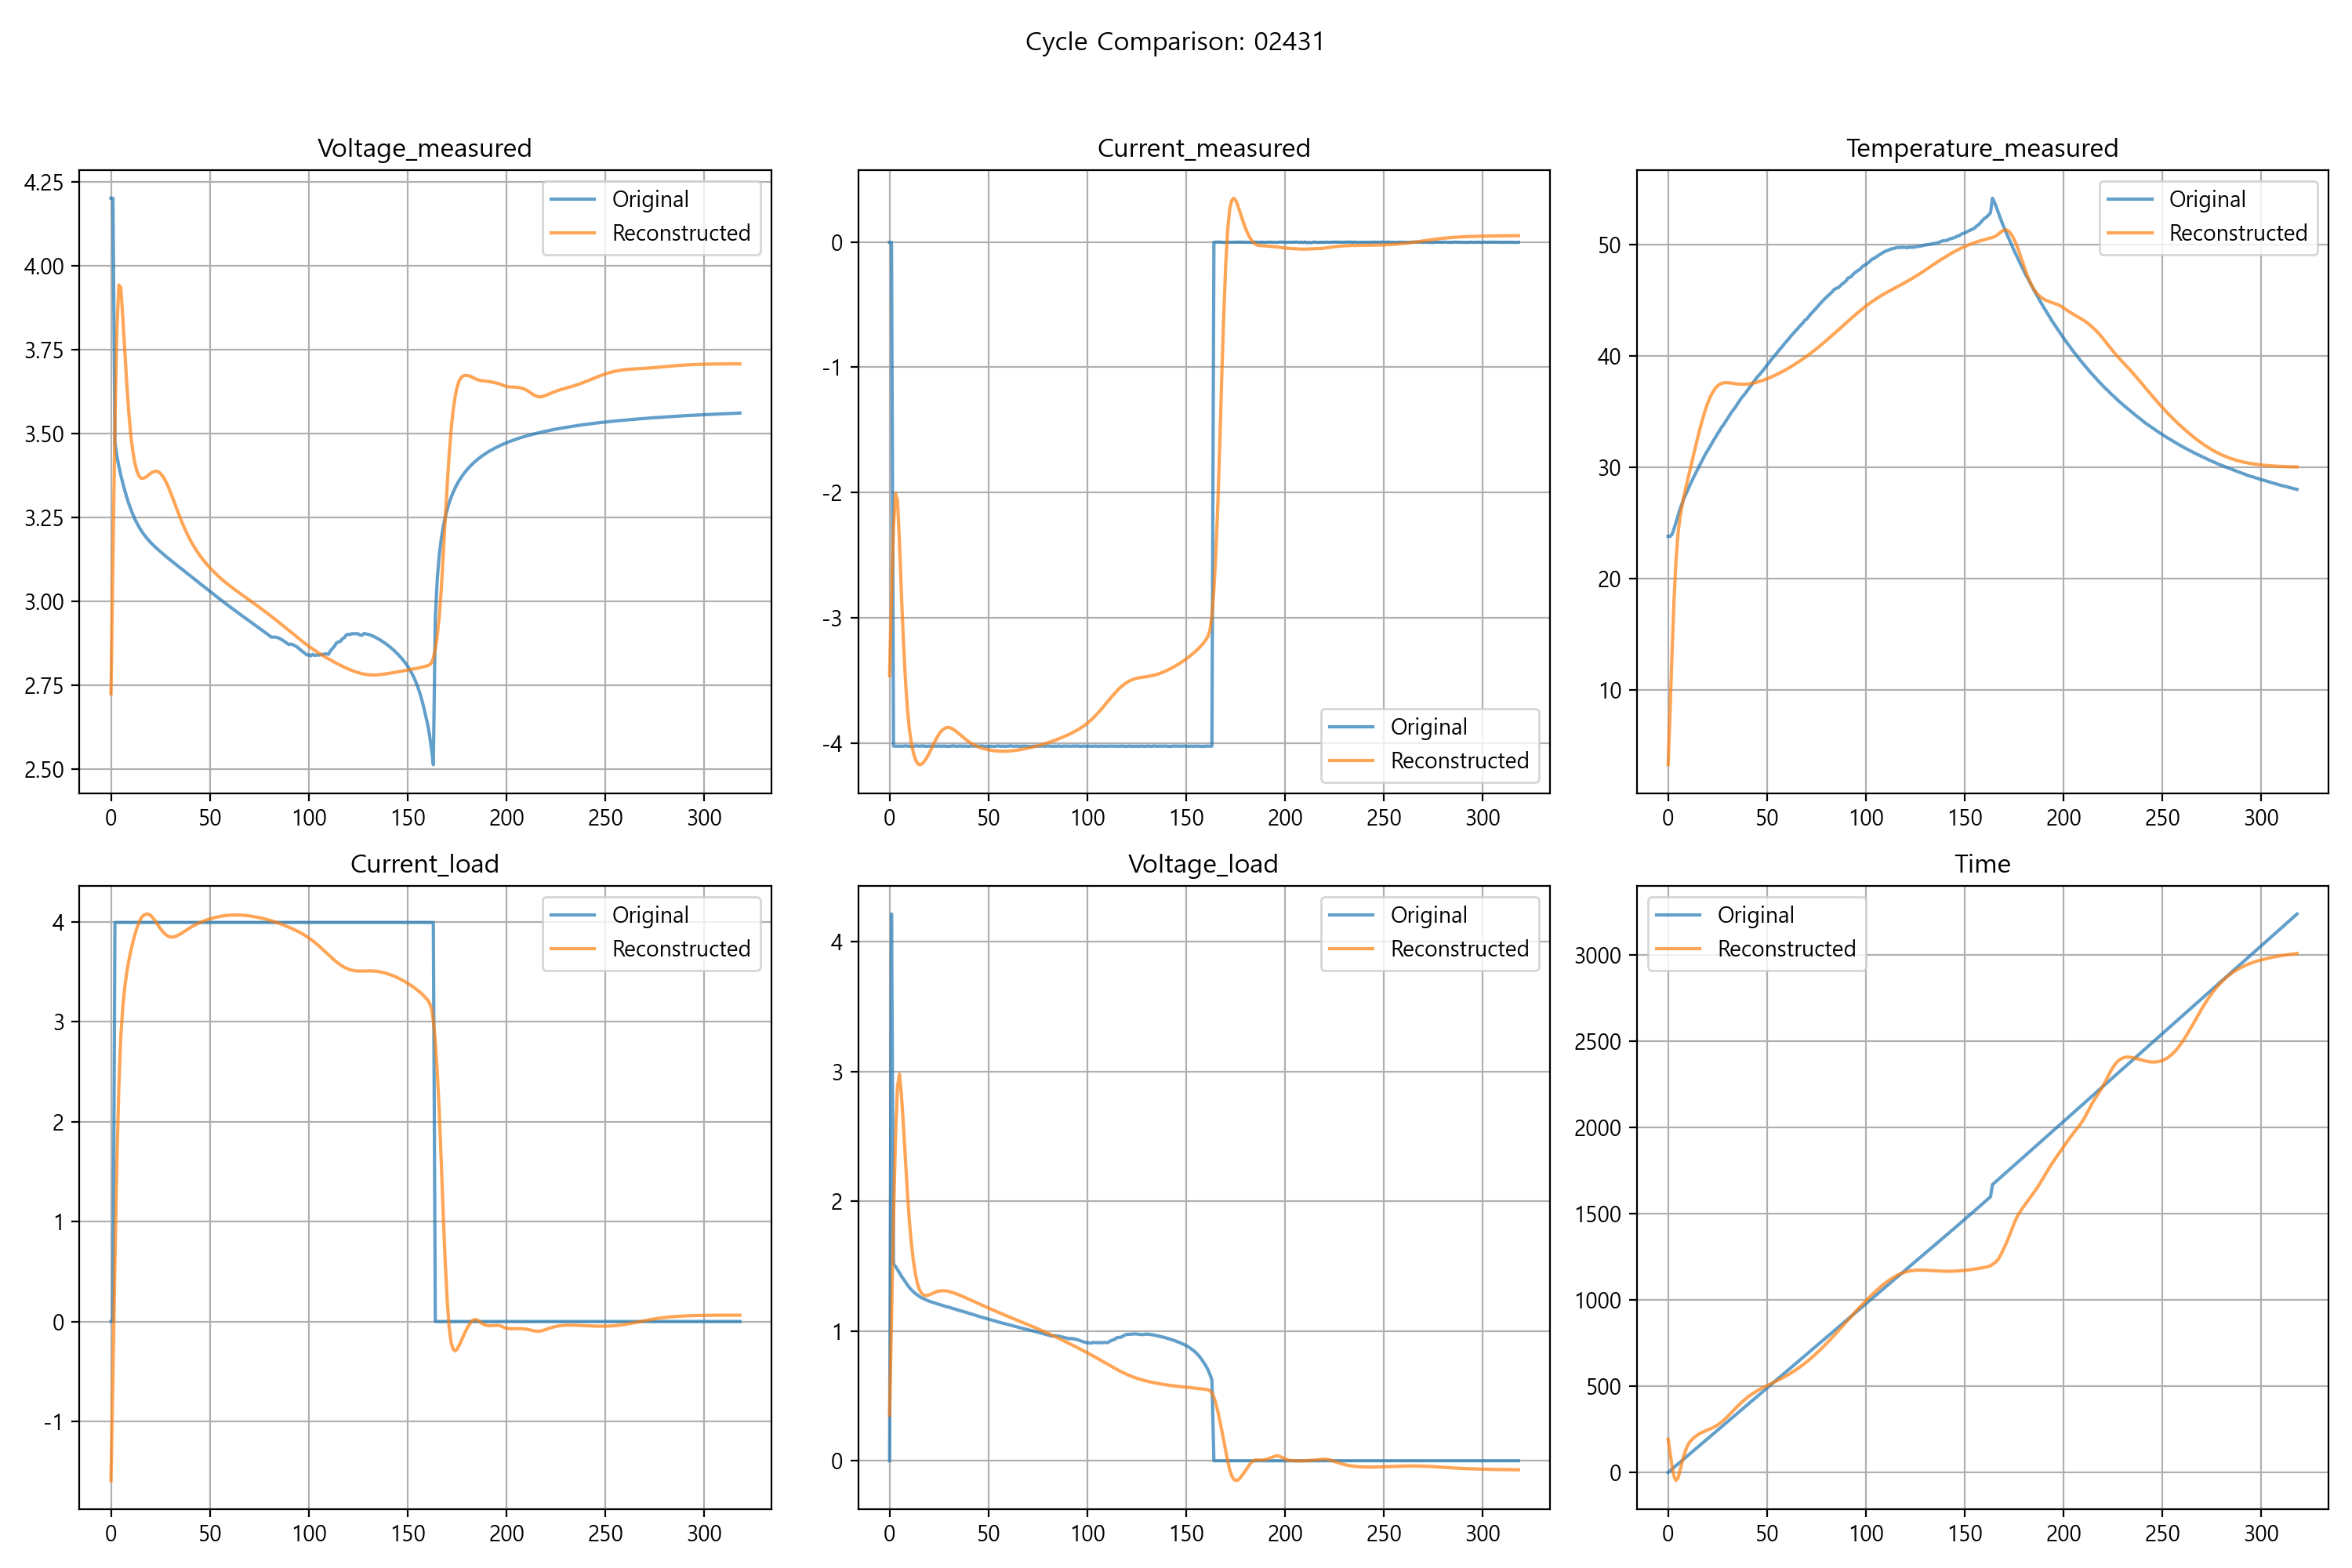 Cycle Comparison: 02431
Voltage_measured
4.25
4.00
3.75
3.50
3.25
3.00
2.75
2.50
0 50 100 150 200 250 300
Original
Reconstructed
Current_measured
0
-1
-2
-3
-4
0 50 100 150 200 250 300
Original
Reconstructed
Temperature_measured
50
40
30
20
10
0 50 100 150 200 250 300
Original
Reconstructed
Current_load
4
3
2
1
0
-1
0 50 100 150 200 250 300
Original
Reconstructed
Voltage_load
4
3
2
1
0
0 50 100 150 200 250 300
Original
Reconstructed
Time
3000
2500
2000
1500
1000
500
0
0 50 100 150 200 250 300
Original
Reconstructed